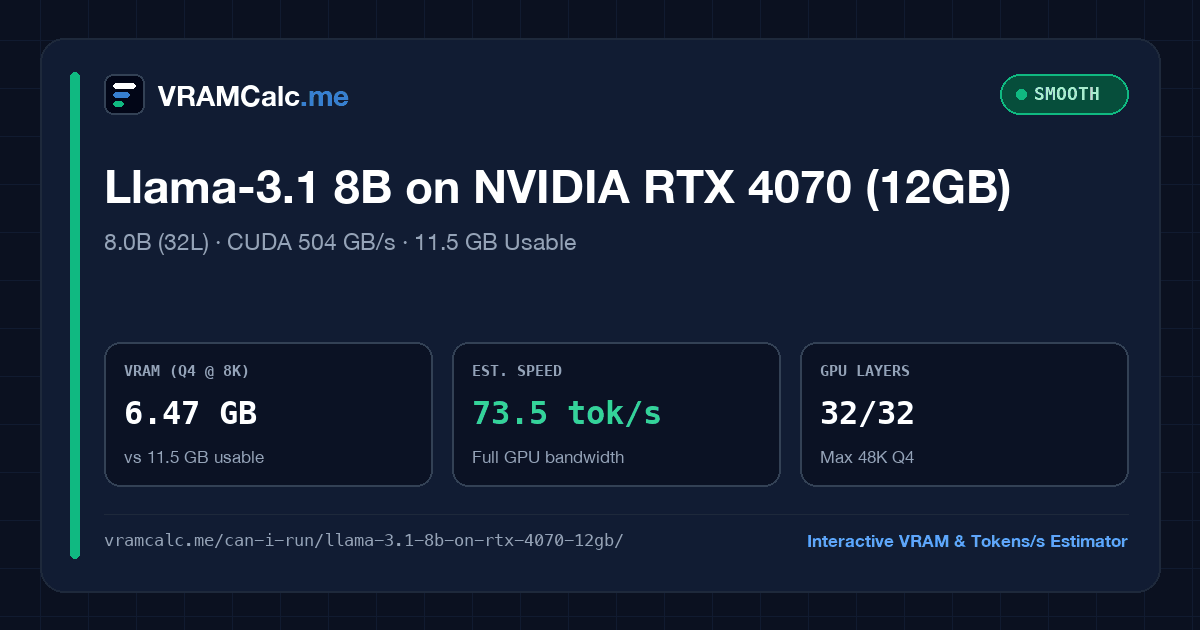 VRAMCalc.me
SMOOTH
Llama-3.1 8B on NVIDIA RTX 4070 (12GB)
8.0B (32L) · CUDA 504 GB/s · 11.5 GB Usable
VRAM (Q4 @ 8K)
6.47 GB
vs 11.5 GB usable
EST. SPEED
73.5 tok/s
Full GPU bandwidth
GPU LAYERS
32/32
Max 48K Q4
vramcalc.me/can-i-run/llama-3.1-8b-on-rtx-4070-12gb/
Interactive VRAM & Tokens/s Estimator